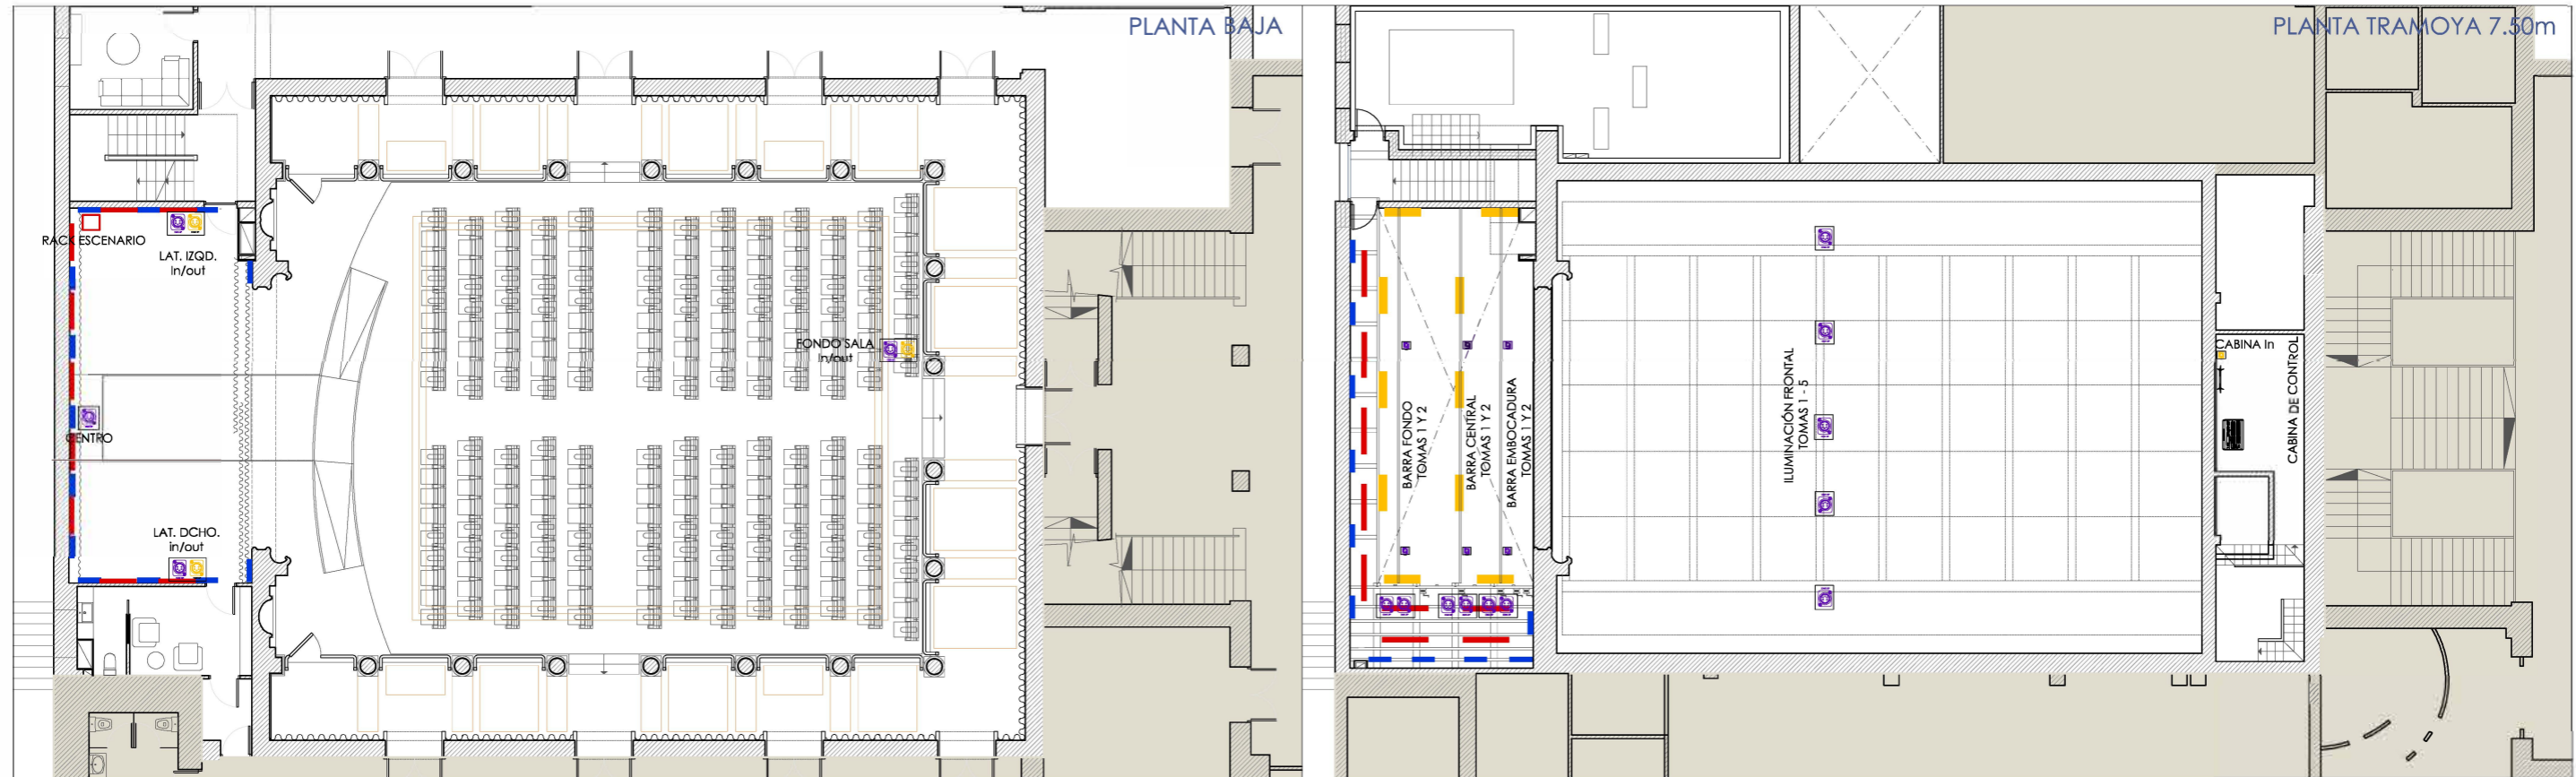 PLANTA BAJA
RACK ESCENARIO
LAT. IZQD.
In/out
FONDO SALA
In/out
CENTRO
LAT. DCHO.
in/out
PLANTA TRAMOYA 7.50m
BARRA FONDO
TOMAS 1 Y 2
BARRA CENTRAL
TOMAS 1 Y 2
BARRA EMBOCADURA
TOMAS 1 Y 2
ILUMINACIÓN FRONTAL
TOMAS 1 - 5
CABINA In
CABINA DE CONTROL